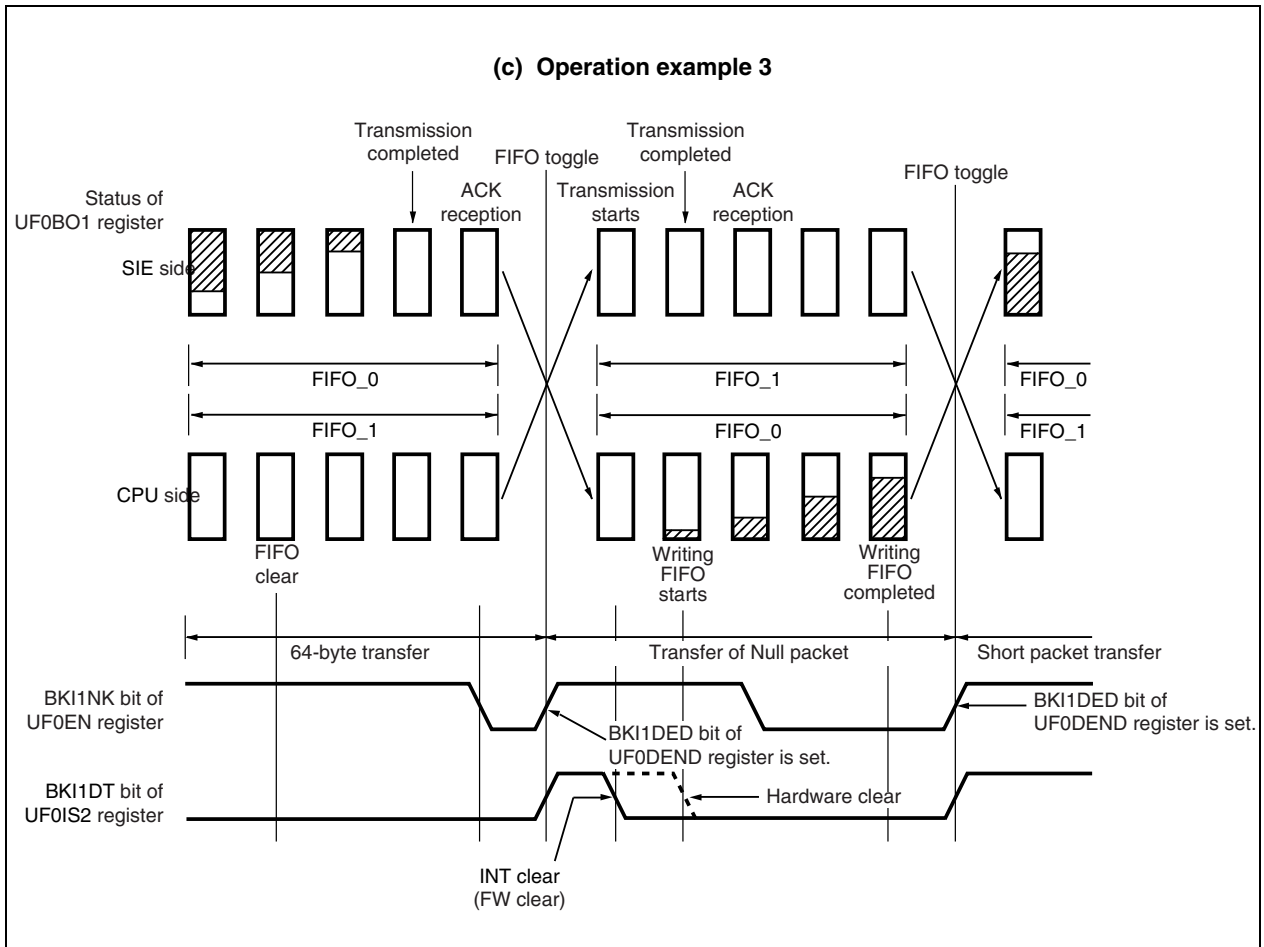 (c) Operation example 3
Transmission
completed
FIFO toggle
Transmission
completed
FIFO toggle
Status of
UF0BO1 register
ACK
reception
Transmission
starts
ACK
reception
SIE side
FIFO_0
FIFO_1
FIFO_0
FIFO_1
FIFO_0
FIFO_1
CPU side
FIFO
clear
Writing
FIFO
starts
Writing
FIFO
completed
64-byte transfer
Transfer of Null packet
Short packet transfer
BKI1NK bit of
UF0EN register
BKI1DED bit of
UF0DEND register is set.
BKI1DED bit of
UF0DEND register is set.
BKI1DT bit of
UF0IS2 register
Hardware clear
INT clear
(FW clear)